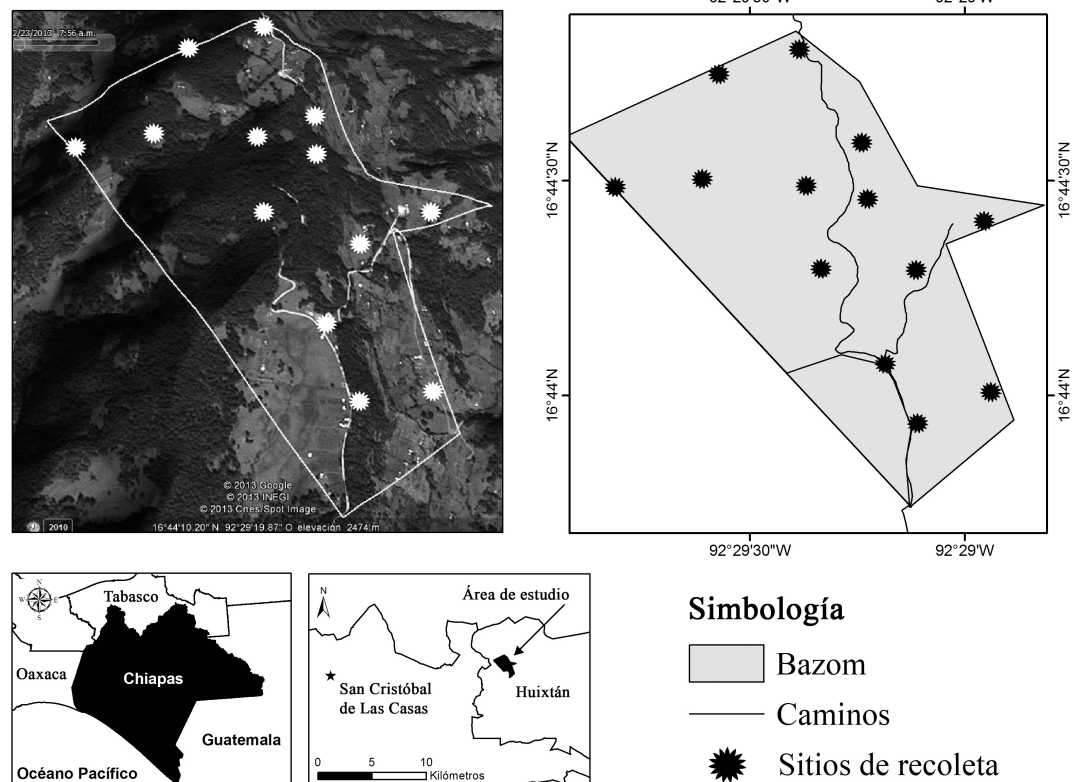 2/23/2013 7:56 a.m.
© 2013 Google
© 2013 INEGI
© 2013 Cnes/Spot Image
2010
16°44'10.20" N 92°29'19.87" O elevación 2474 m
16°44'30"N
16°44'N
16°44'30"N
16°44'N
92°29'30"W
92°29'W
N
W
E
S
Tabasco
Oaxaca
Chiapas
Guatemala
Océano Pacífico
N
Área de estudio
San Cristóbal
de Las Casas
Huixtán
0 5 10
Kilómetros
Simbología
Bazom
Caminos
Sitios de recoleta